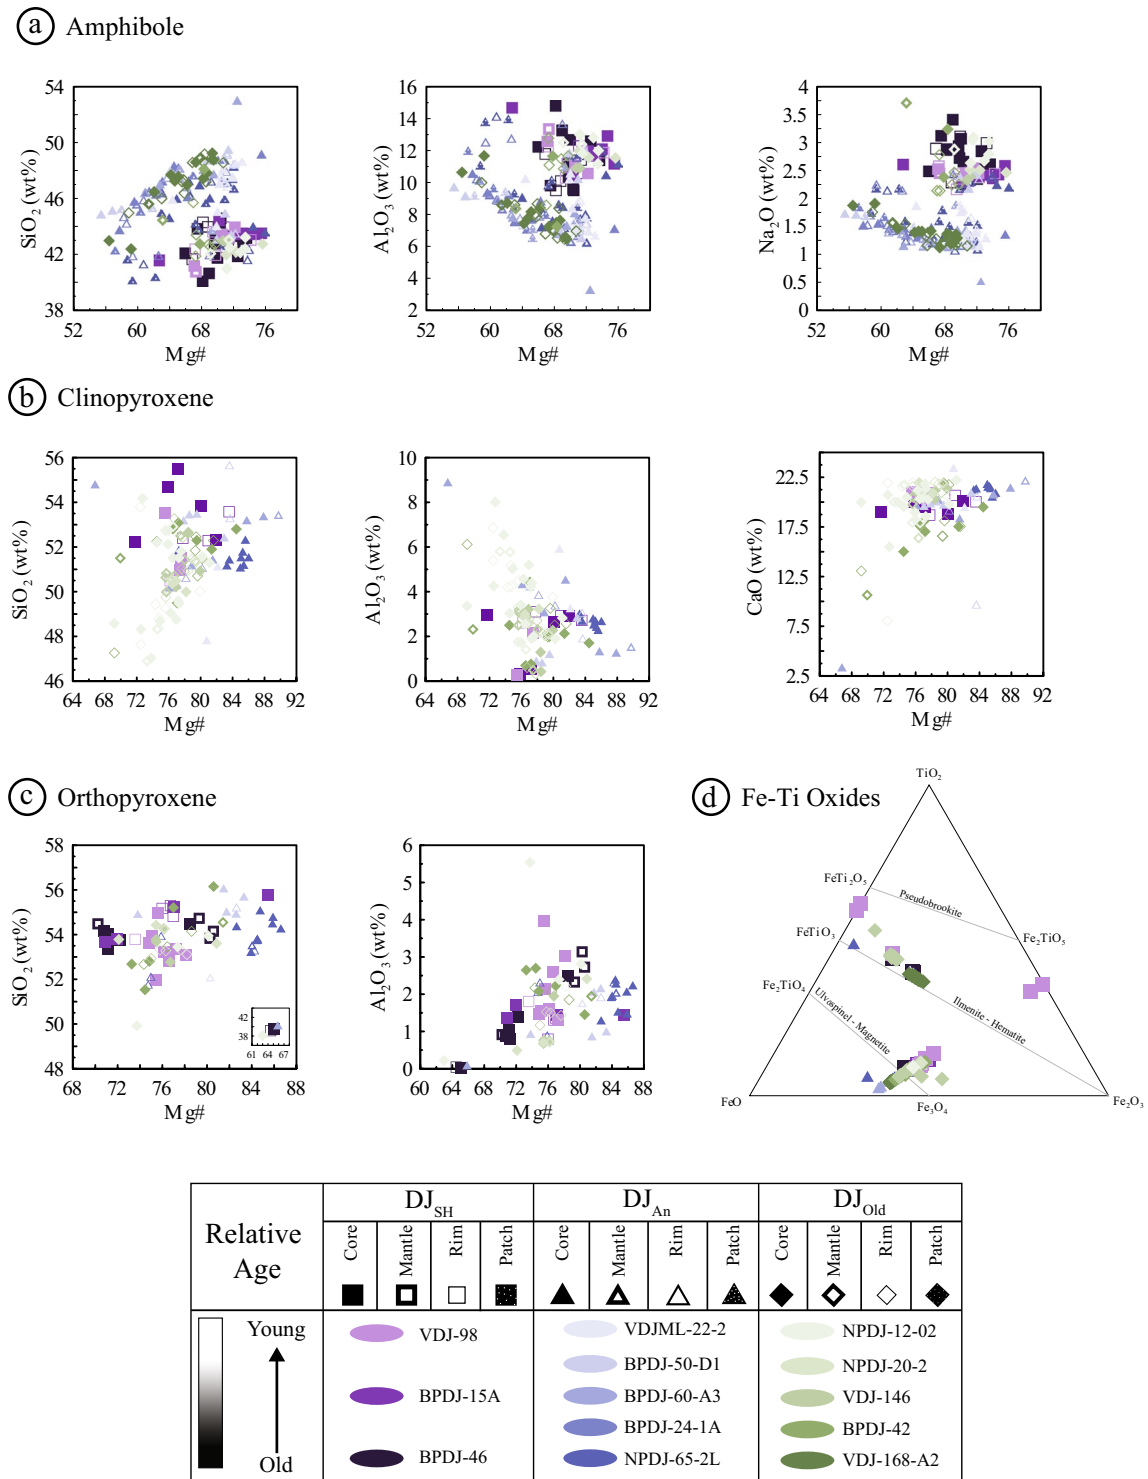 a Amphibole
SiO2 (wt%)
54
50
46
42
38
52 60 68 76
Mg#
Al2O3 (wt%)
16
14
12
10
8
6
4
2
52 60 68 76
Mg#
Na2O (wt%)
4
3.5
3
2.5
2
1.5
1
0.5
0
52 60 68 76
Mg#
b Clinopyroxene
SiO2 (wt%)
56
54
52
50
48
46
64 68 72 76 80 84 88 92
Mg#
Al2O3 (wt%)
10
8
6
4
2
0
64 68 72 76 80 84 88 92
Mg#
CaO (wt%)
22.5
17.5
12.5
7.5
2.5
64 68 72 76 80 84 88 92
Mg#
c Orthopyroxene
SiO2 (wt%)
58
56
54
52
50
48
42
38
61 64 67
68 72 76 80 84 88
Mg#
Al2O3 (wt%)
6
5
4
3
2
1
0
60 64 68 72 76 80 84 88
Mg#
d Fe-Ti Oxides
TiO2
FeTi2O5
Pseudobrookite
FeTiO3
Fe2TiO5
Fe2TiO4
Ulvospinel - Magnetite
Ilmenite - Hematite
FeO
Fe3O4
Fe2O3
Relative Age
DJSH DJAn DJOld
Core Mantle Rim Patch Core Mantle Rim Patch Core Mantle Rim Patch
Young
Old
VDJ-98
BPDJ-15A
BPDJ-46
VDJML-22-2
BPDJ-50-D1
BPDJ-60-A3
BPDJ-24-1A
NPDJ-65-2L
NPDJ-12-02
NPDJ-20-2
VDJ-146
BPDJ-42
VDJ-168-A2